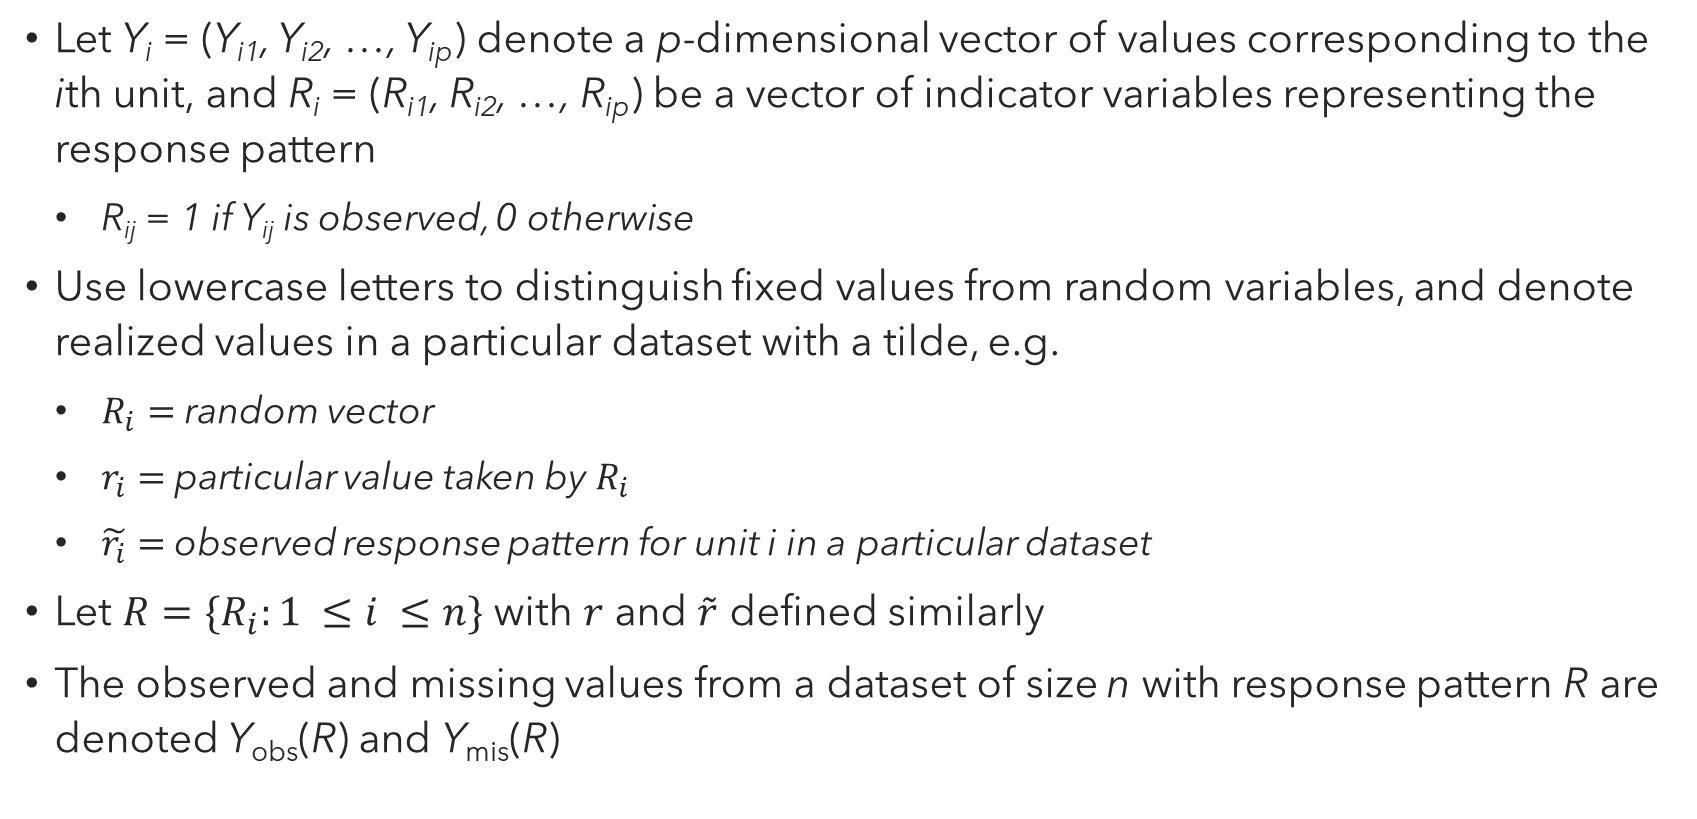 • Let Yᵢ = (Yᵢ₁, Yᵢ₂, …, Yᵢₚ) denote a p-dimensional vector of values corresponding to the
ith unit, and Rᵢ = (Rᵢ₁, Rᵢ₂, …, Rᵢₚ) be a vector of indicator variables representing the
response pattern
• Rᵢⱼ = 1 if Yᵢⱼ is observed, 0 otherwise
• Use lowercase letters to distinguish fixed values from random variables, and denote
realized values in a particular dataset with a tilde, e.g.
• Rᵢ = random vector
• rᵢ = particular value taken by Rᵢ
• r̃ᵢ = observed response pattern for unit i in a particular dataset
• Let R = {Rᵢ: 1 ≤ i ≤ n} with r and r̃ defined similarly
• The observed and missing values from a dataset of size n with response pattern R are
denoted Y_obs(R) and Y_mis(R)